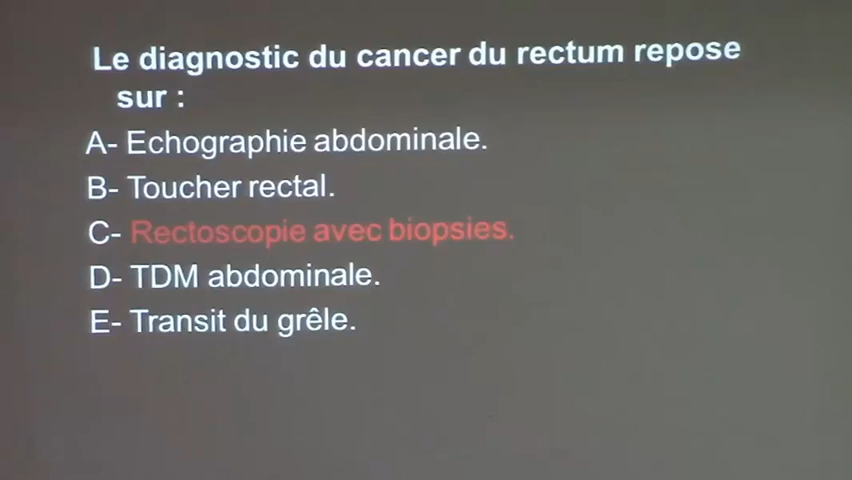 Le diagnostic du cancer du rectum repose
sur :
A- Echographie abdominale.
B- Toucher rectal.
C- Rectoscopie avec biopsies.
D- TDM abdominale.
E- Transit du grêle.